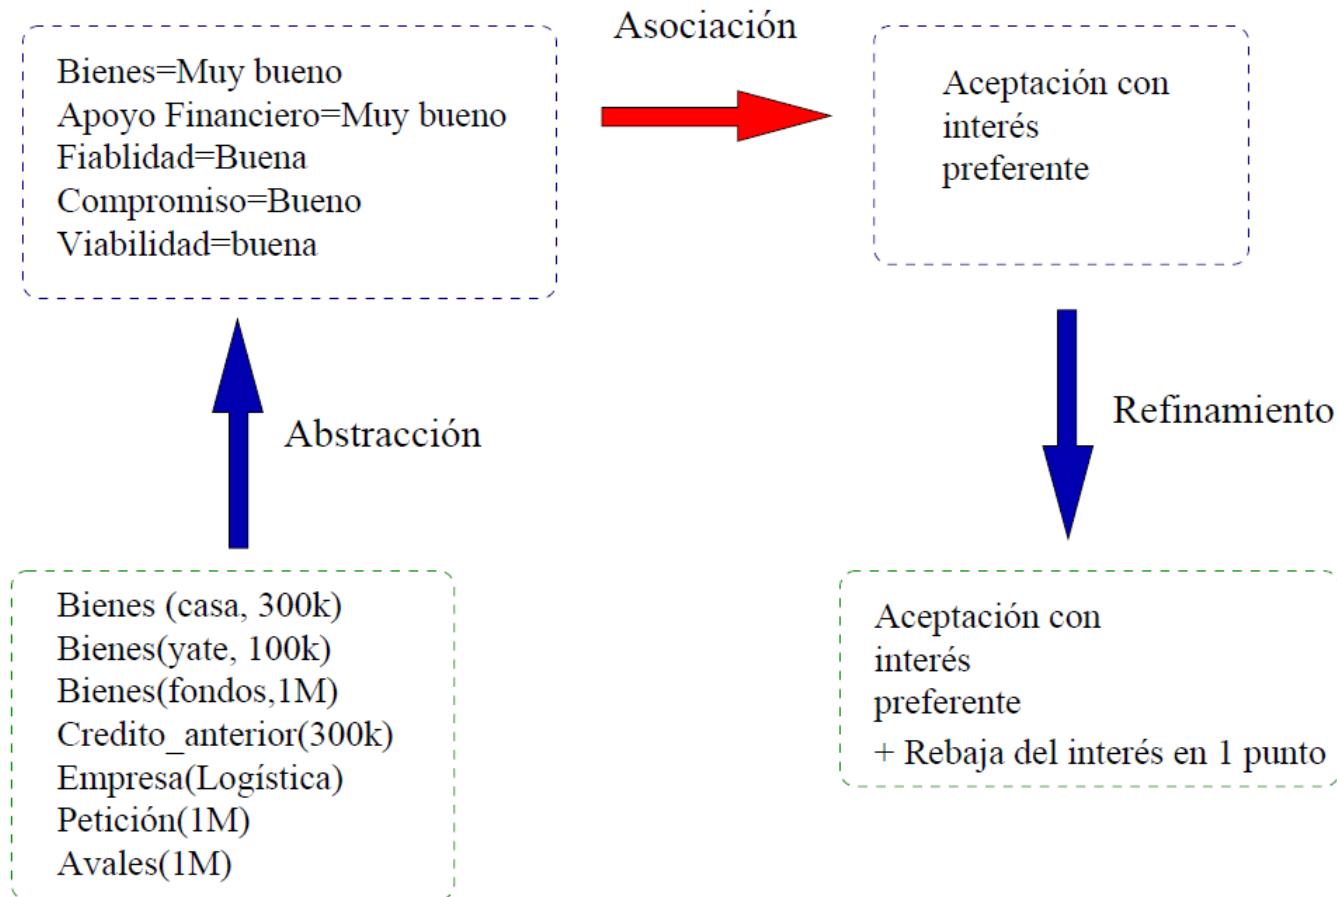 Asociación
Bienes=Muy bueno
Apoyo Financiero=Muy bueno
Fiablidad=Buena
Compromiso=Bueno
Viabilidad=buena
Aceptación con
interés
preferente
Abstracción
Refinamiento
Bienes (casa, 300k)
Bienes(yate, 100k)
Bienes(fondos,1M)
Credito_anterior(300k)
Empresa(Logística)
Petición(1M)
Avales(1M)
Aceptación con
interés
preferente
+ Rebaja del interés en 1 punto